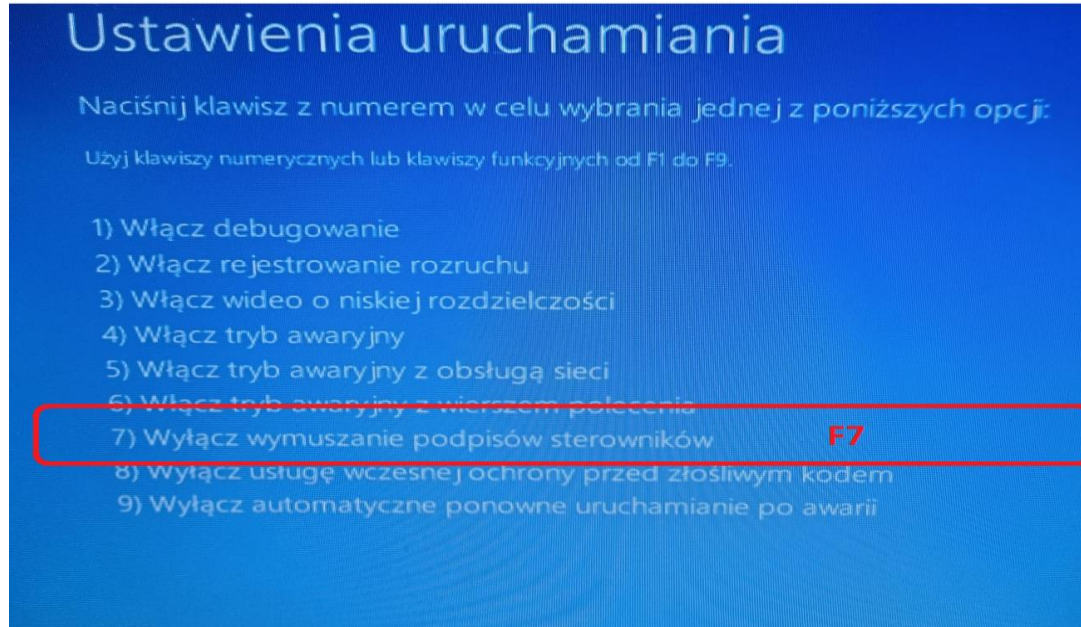 Ustawienia uruchamiania
Naciśnij klawisz z numerem w celu wybrania jednej z poniższych opcji:
Użyj klawiszy numerycznych lub klawiszy funkcyjnych od F1 do F9.
1) Włącz debugowanie
2) Włącz rejestrowanie rozruchu
3) Włącz wideo o niskiej rozdzielczości
4) Włącz tryb awaryjny
5) Włącz tryb awaryjny z obsługą sieci
6) Włącz tryb awaryjny z wierszem polecenia
7) Wyłącz wymuszanie podpisów sterowników F7
8) Wyłącz usługę wczesnej ochrony przed złośliwym kodem
9) Wyłącz automatyczne ponowne uruchamianie po awarii